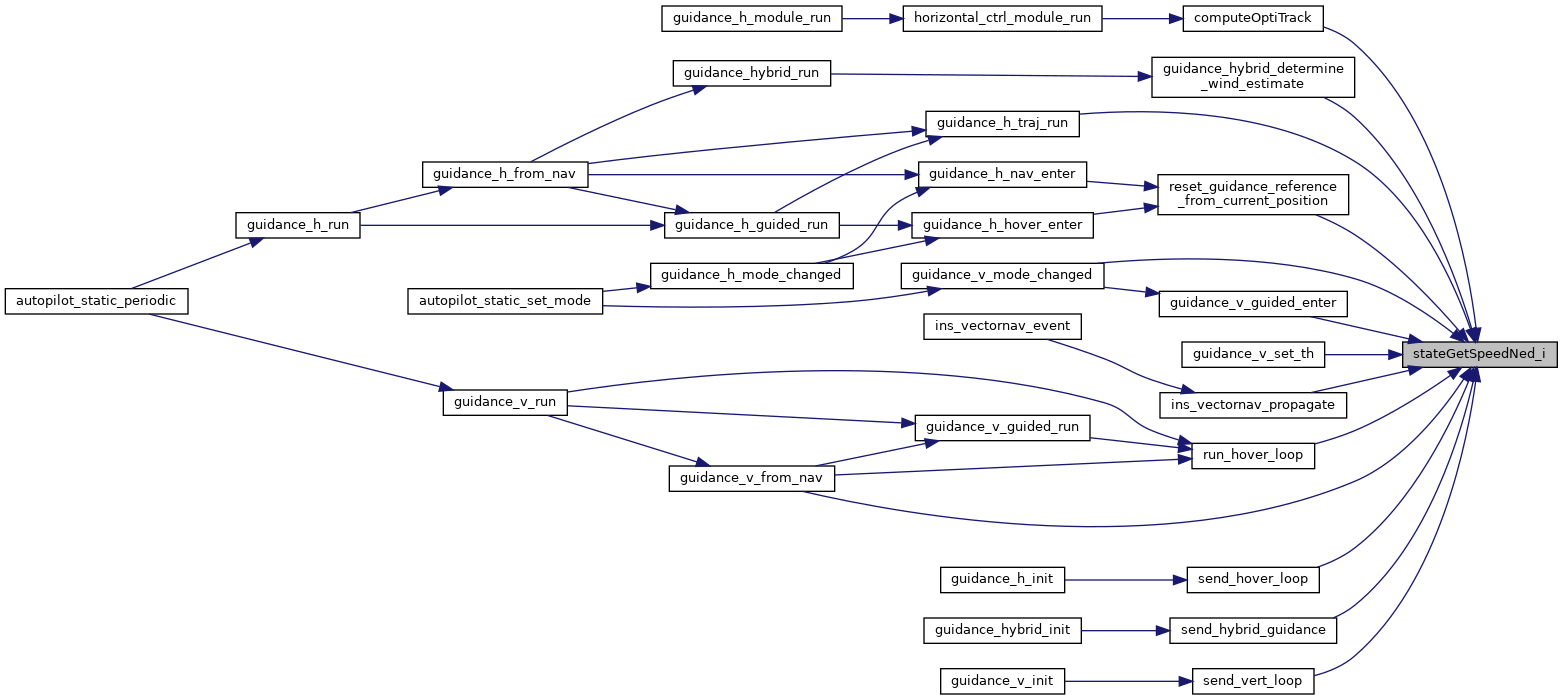 guidance_h_module_run
horizontal_ctrl_module_run
computeOptiTrack
guidance_hybrid_run
guidance_hybrid_determine
_wind_estimate
guidance_h_traj_run
guidance_h_from_nav
guidance_h_nav_enter
reset_guidance_reference
_from_current_position
guidance_h_run
guidance_h_guided_run
guidance_h_hover_enter
guidance_h_mode_changed
guidance_v_mode_changed
autopilot_static_periodic
autopilot_static_set_mode
guidance_v_guided_enter
ins_vectornav_event
guidance_v_set_th
stateGetSpeedNed_i
guidance_v_run
ins_vectornav_propagate
guidance_v_guided_run
run_hover_loop
guidance_v_from_nav
guidance_h_init
send_hover_loop
guidance_hybrid_init
send_hybrid_guidance
guidance_v_init
send_vert_loop